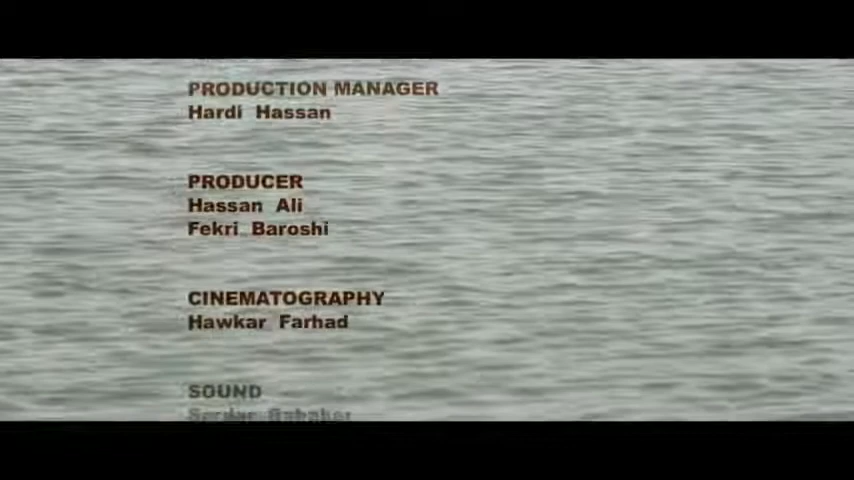 PRODUCTION MANAGER
Hardi Hassan
PRODUCER
Hassan Ali
Fekri Baroshi
CINEMATOGRAPHY
Hawkar Farhad
SOUND